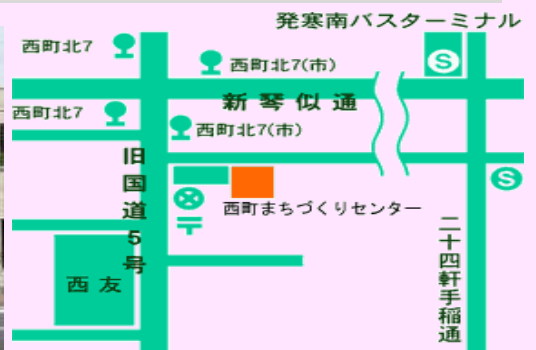 発寒南バスターミナル
西町北7
S
西町北7(市)
新琴似通
西町北7
西町北7(市)
旧国道5号
S
西町まちづくりセンター
〒
二十四軒手稲通
西友